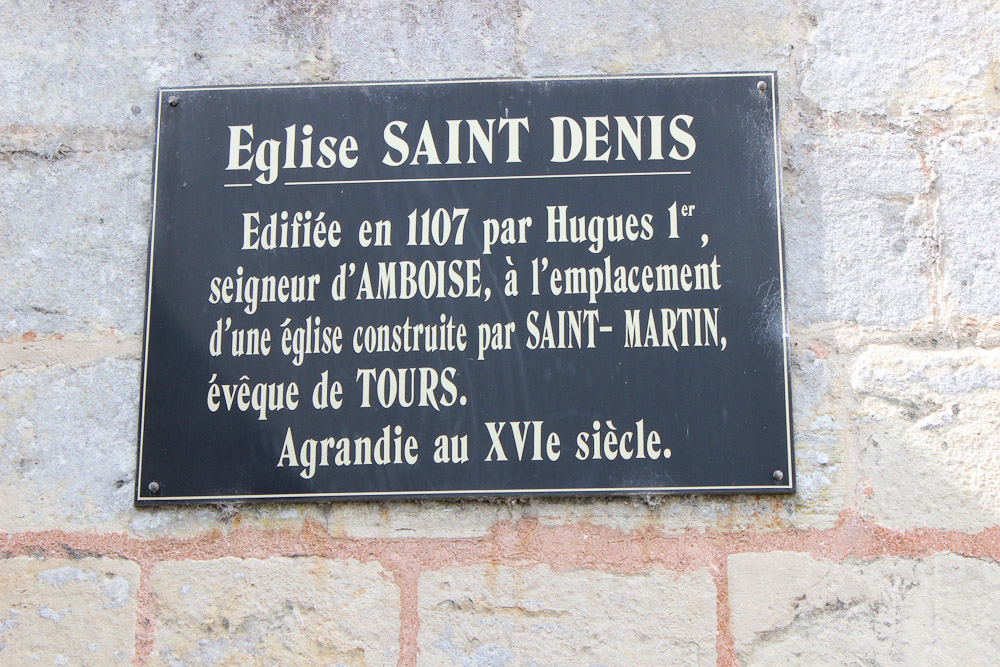 Eglise SAINT DENIS
Edifiée en 1107 par Hugues 1er,
seigneur d'AMBOISE, à l'emplacement
d'une église construite par SAINT- MARTIN,
évêque de TOURS.
Agrandie au XVIe siècle.